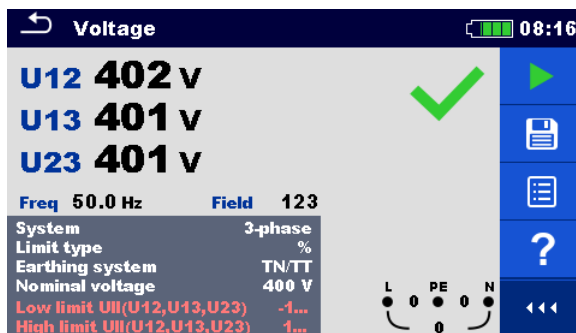 Voltage 08:16
U12 402 V
U13 401 V
U23 401 V
Freq 50.0 Hz Field 123
System 3-phase
Limit type %
Earthing system TN/TT
Nominal voltage 400 V
Low limit Ull(U12,U13,U23) -1...
High limit Ull(U12,U13,U23) 1...
?
L PE N
0 0
0